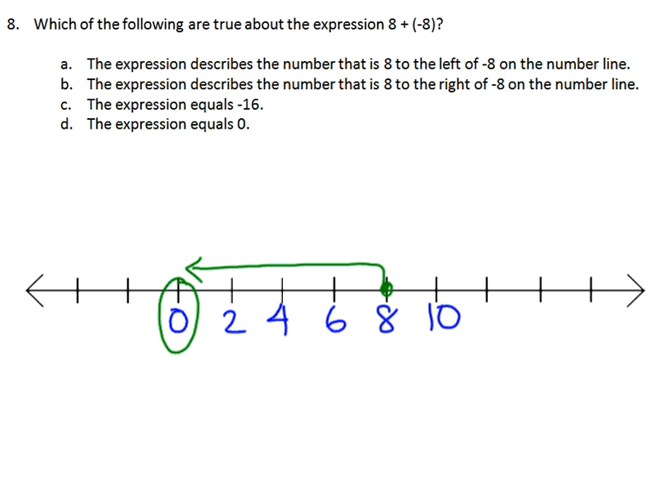 8. Which of the following are true about the expression 8 + (-8)?
a. The expression describes the number that is 8 to the left of -8 on the number line.
b. The expression describes the number that is 8 to the right of -8 on the number line.
c. The expression equals -16.
d. The expression equals 0.
0 2 4 6 8 10